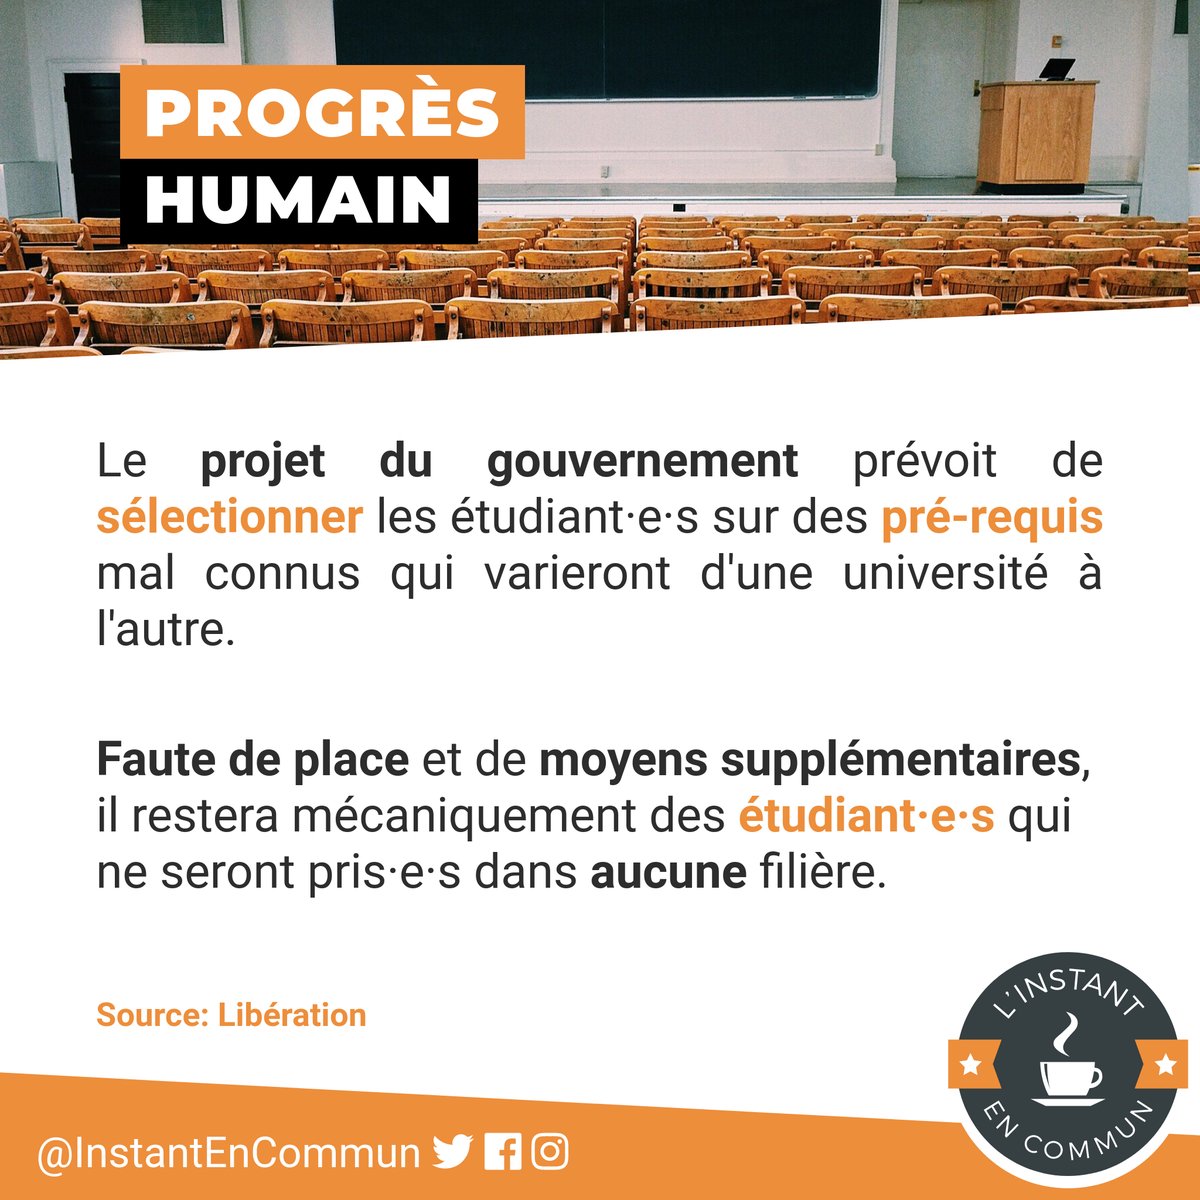 PROGRÈS
HUMAIN
Le projet du gouvernement prévoit de
sélectionner les étudiant·e·s sur des pré-requis
mal connus qui varieront d'une université à
l'autre.
Faute de place et de moyens supplémentaires,
il restera mécaniquement des étudiant·e·s qui
ne seront pris·e·s dans aucune filière.
Source: Libération
L'INSTANT
EN COMMUN
@InstantEnCommun